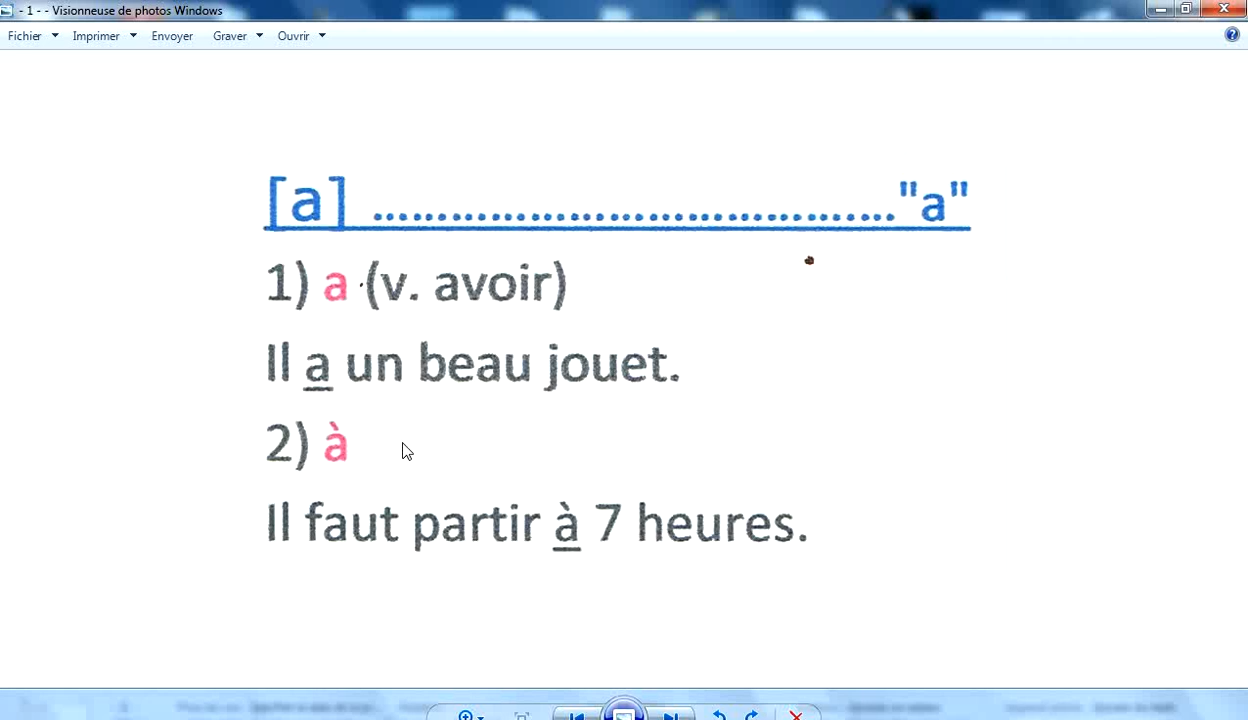 - 1 - - Visionneuse de photos Windows
Fichier Imprimer Envoyer Graver Ouvrir
[a] ........................................"a"
1) a (v. avoir)
Il a un beau jouet.
2) à
Il faut partir à 7 heures.